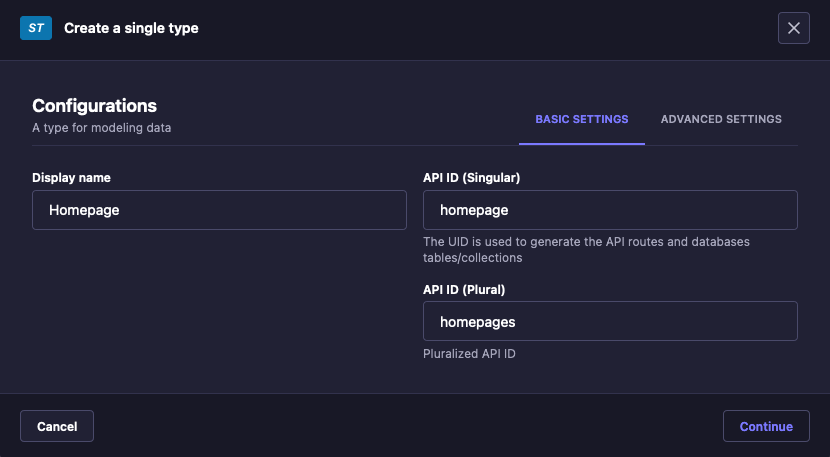 ST Create a single type
Configurations
A type for modeling data
BASIC SETTINGS ADVANCED SETTINGS
Display name
Homepage
API ID (Singular)
homepage
The UID is used to generate the API routes and databases
tables/collections
API ID (Plural)
homepages
Pluralized API ID
Cancel Continue